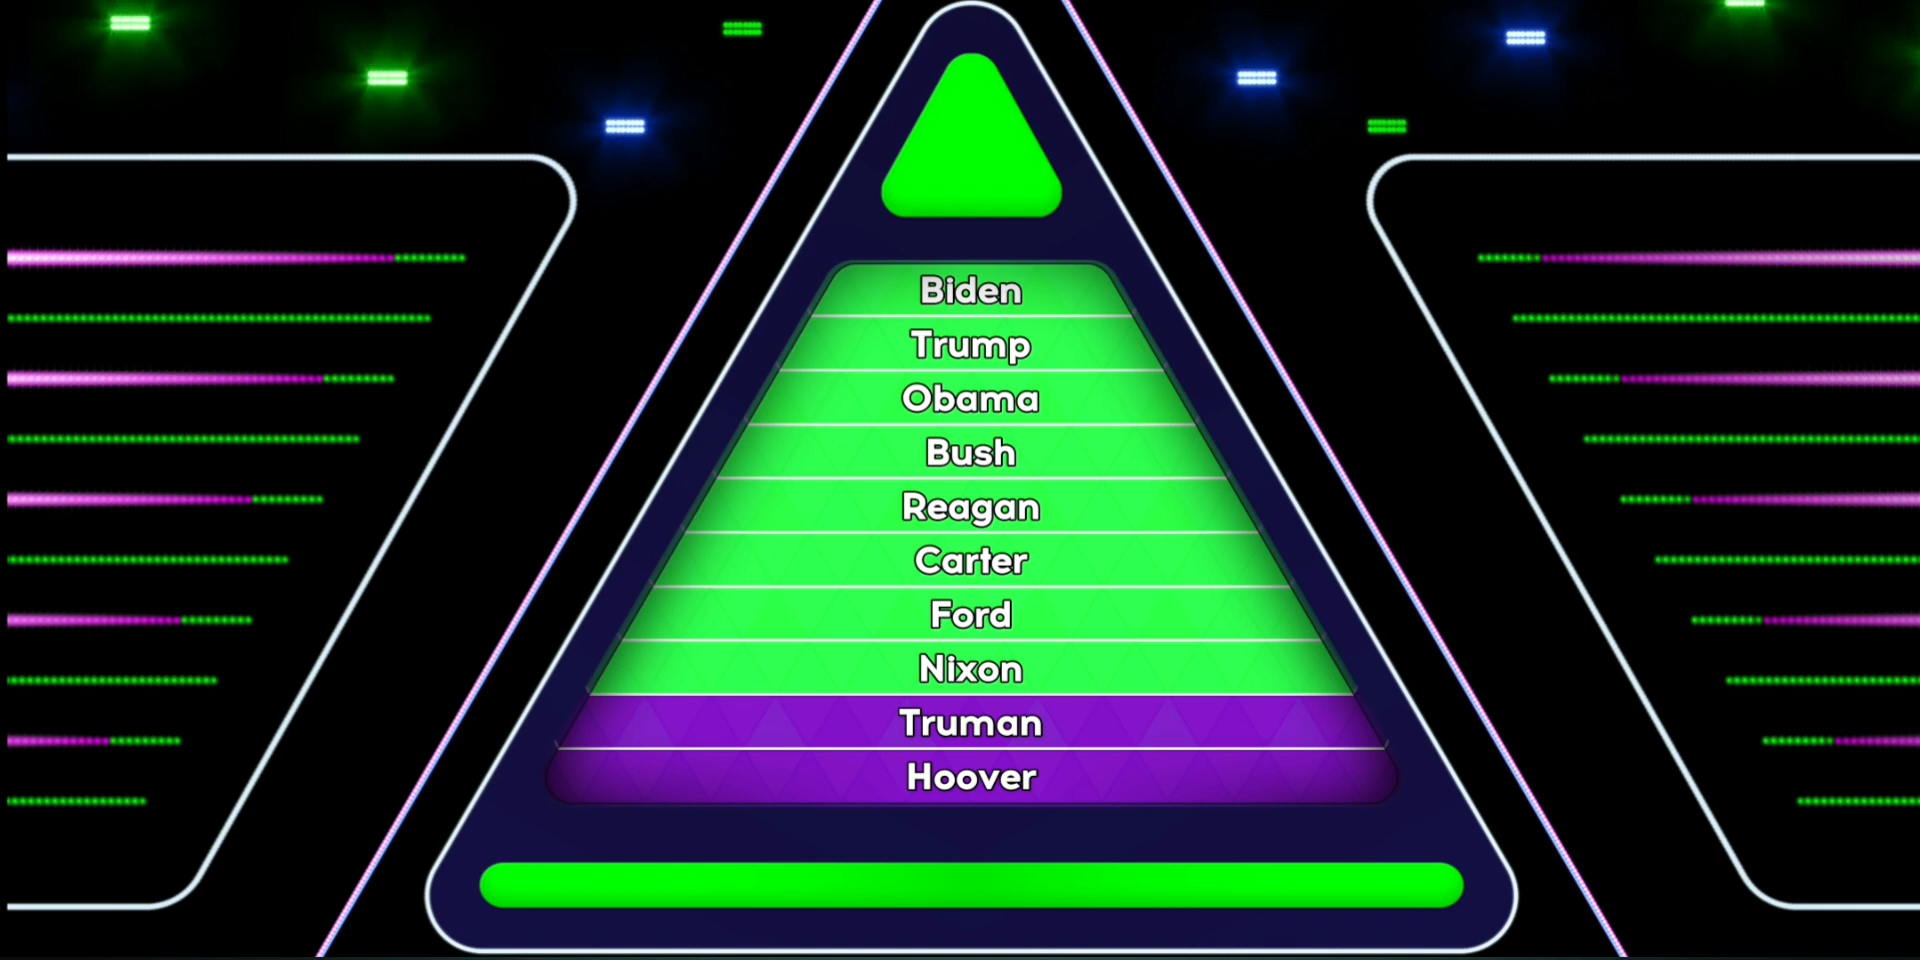 Biden
Trump
Obama
Bush
Reagan
Carter
Ford
Nixon
Truman
Hoover